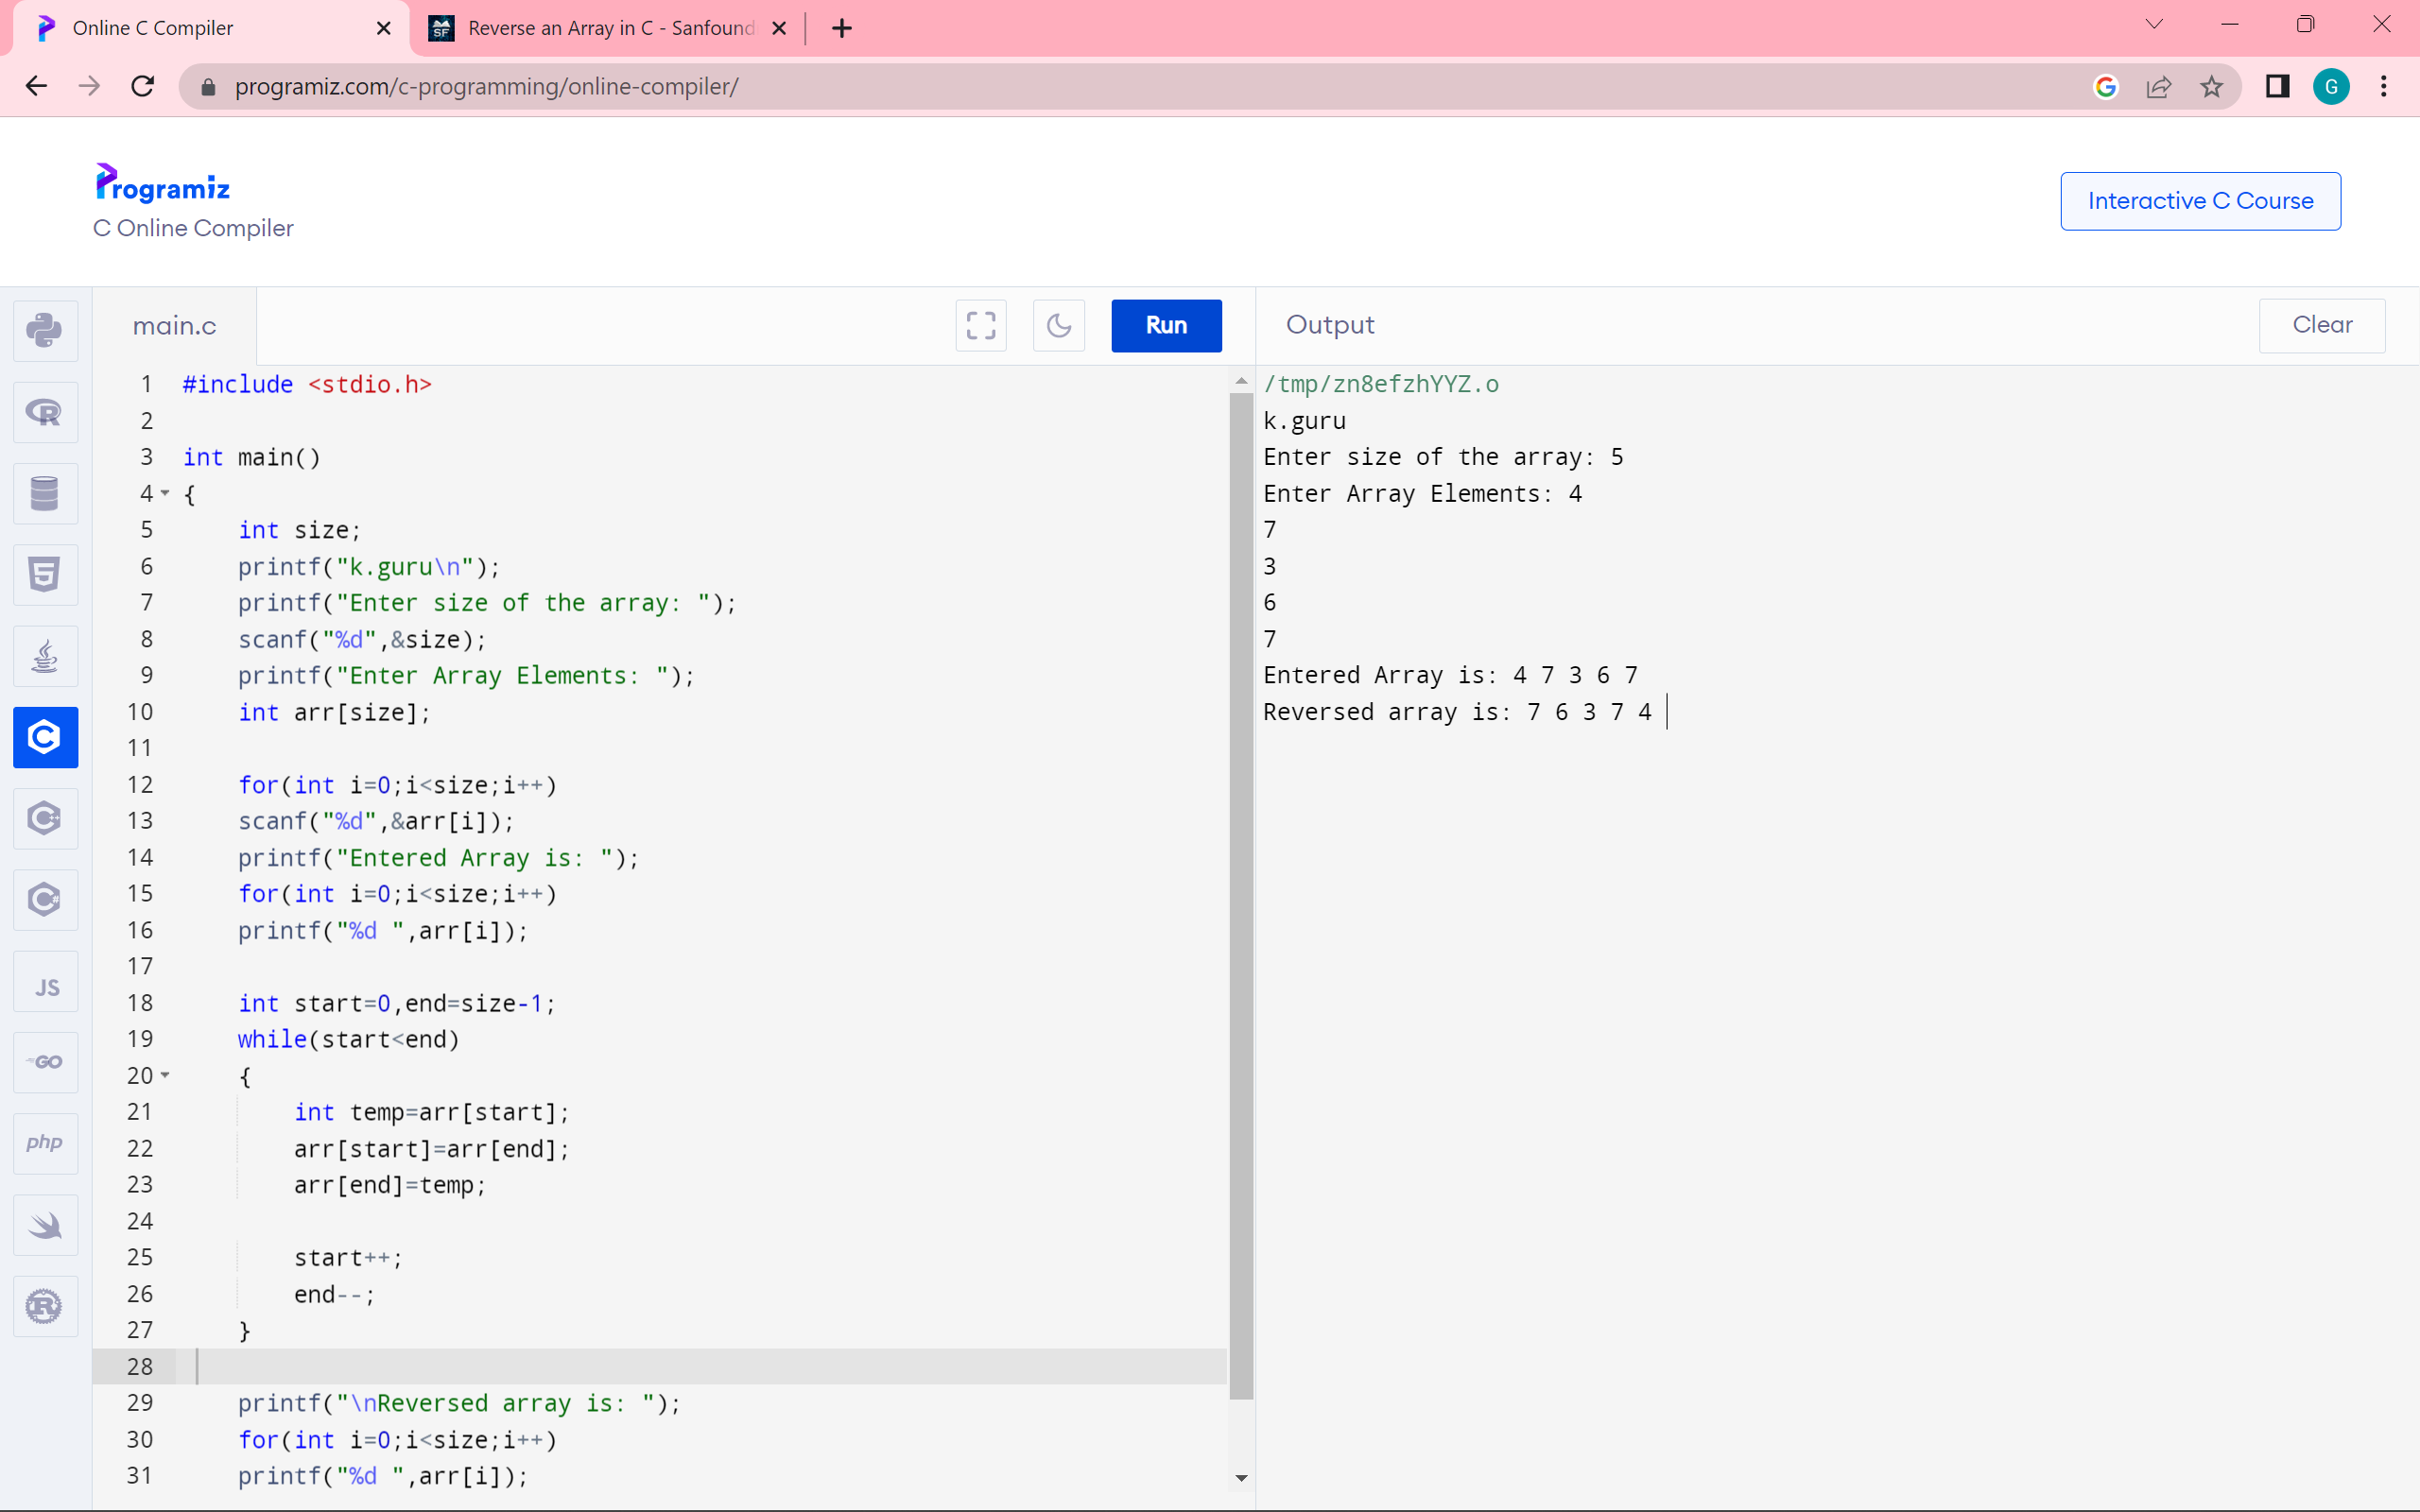 Online C Compiler
Reverse an Array in C - Sanfound
programiz.com/c-programming/online-compiler/
G
Programiz
C Online Compiler
Interactive C Course
main.c
Run
Output
Clear
JS
GO
php
1 #include <stdio.h>
2
3 int main()
4 {
5     int size;
6     printf("k.guru\n");
7     printf("Enter size of the array: ");
8     scanf("%d",&size);
9     printf("Enter Array Elements: ");
10     int arr[size];
11
12     for(int i=0;i<size;i++)
13     scanf("%d",&arr[i]);
14     printf("Entered Array is: ");
15     for(int i=0;i<size;i++)
16     printf("%d ",arr[i]);
17
18     int start=0,end=size-1;
19     while(start<end)
20     {
21         int temp=arr[start];
22         arr[start]=arr[end];
23         arr[end]=temp;
24
25         start++;
26         end--;
27     }
28
29     printf("\nReversed array is: ");
30     for(int i=0;i<size;i++)
31     printf("%d ",arr[i]);
/tmp/zn8efzhYYZ.o
k.guru
Enter size of the array: 5
Enter Array Elements: 4
7
3
6
7
Entered Array is: 4 7 3 6 7
Reversed array is: 7 6 3 7 4